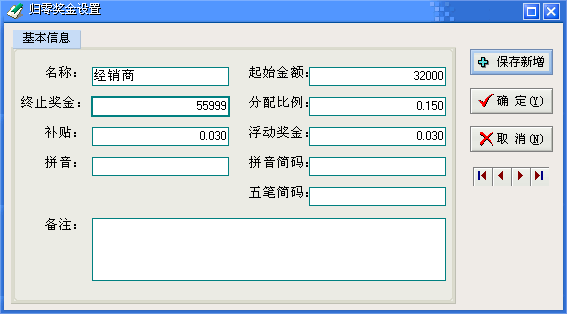 归零奖金设置
基本信息
名称： 经销商 起始金额： 32000
终止奖金： 55999 分配比例： 0.150
补贴： 0.030 浮动奖金： 0.030
拼音： 拼音简码：
五笔简码：
备注：
保存新增
确 定(Y)
取 消(N)